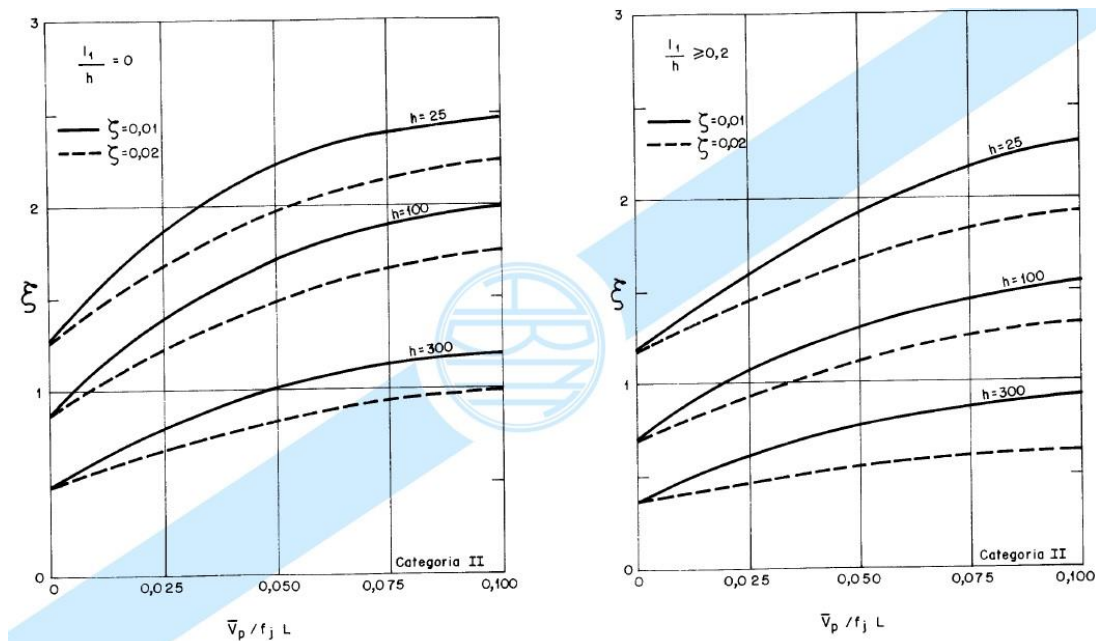 3
l₁/h = 0
ζ=0,01
ζ=0,02
h= 25
2
h=100
ξ
1
h=300
Categoria II
0
0 0,025 0,050 0,075 0,100
V̄p / fj L
3
l₁/h ≥0,2
ζ=0,01
ζ=0,02
h=25
2
h=100
ξ
1
h=300
Categoria II
0
0 0,025 0,050 0,075 0,100
V̄p / fj L